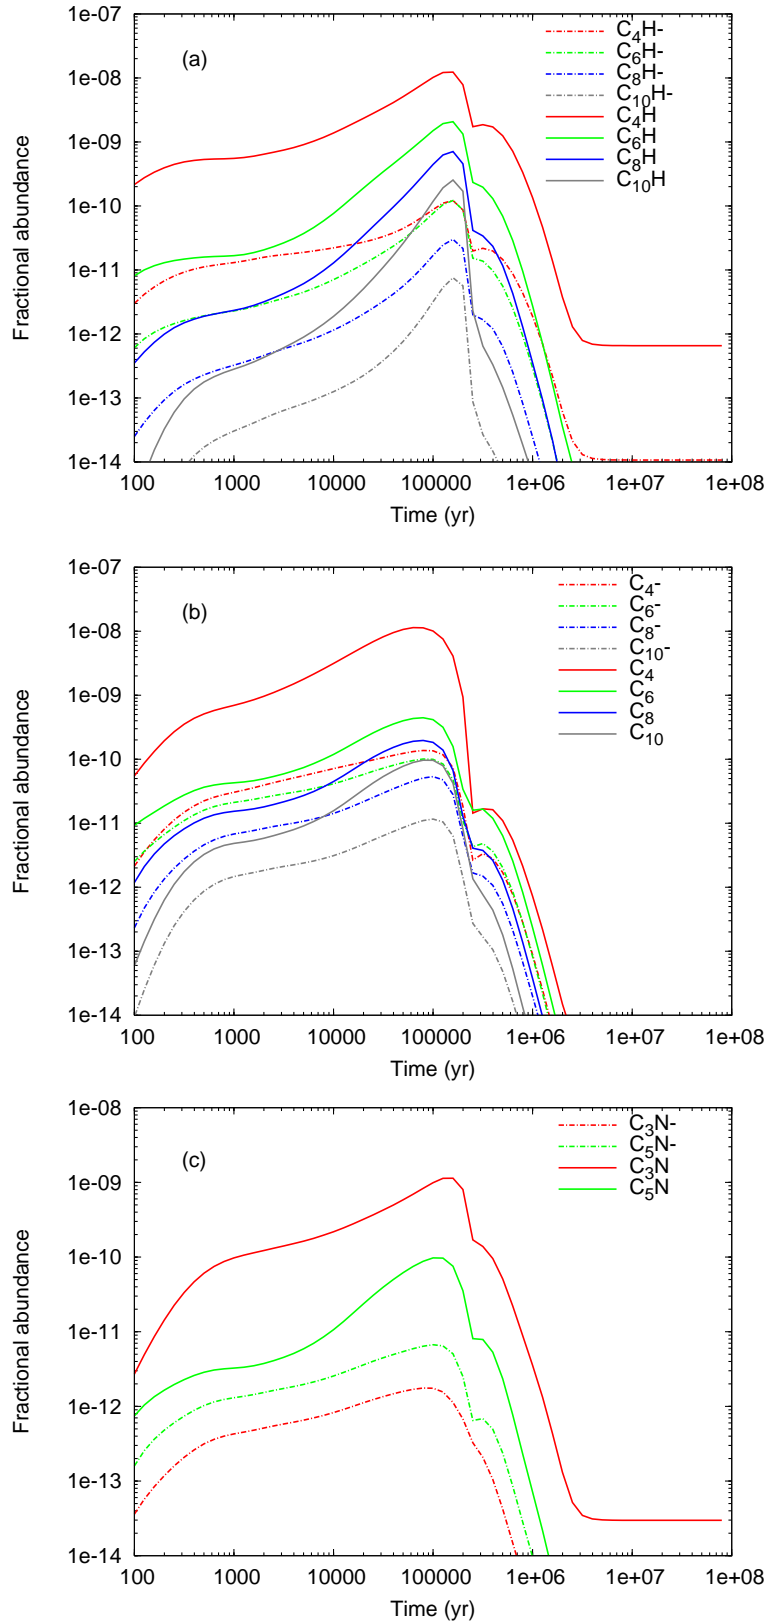 1e-07
1e-08
1e-09
1e-10
1e-11
1e-12
1e-13
1e-14
Fractional abundance
(a)
C4H-
C6H-
C8H-
C10H-
C4H
C6H
C8H
C10H
100 1000 10000 100000 1e+06 1e+07 1e+08
Time (yr)
1e-07
1e-08
1e-09
1e-10
1e-11
1e-12
1e-13
1e-14
Fractional abundance
(b)
C4-
C6-
C8-
C10-
C4
C6
C8
C10
100 1000 10000 100000 1e+06 1e+07 1e+08
Time (yr)
1e-08
1e-09
1e-10
1e-11
1e-12
1e-13
1e-14
Fractional abundance
(c)
C3N-
C5N-
C3N
C5N
100 1000 10000 100000 1e+06 1e+07 1e+08
Time (yr)